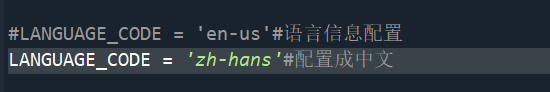 #LANGUAGE_CODE = 'en-us'#语言信息配置
LANGUAGE_CODE = 'zh-hans'#配置成中文